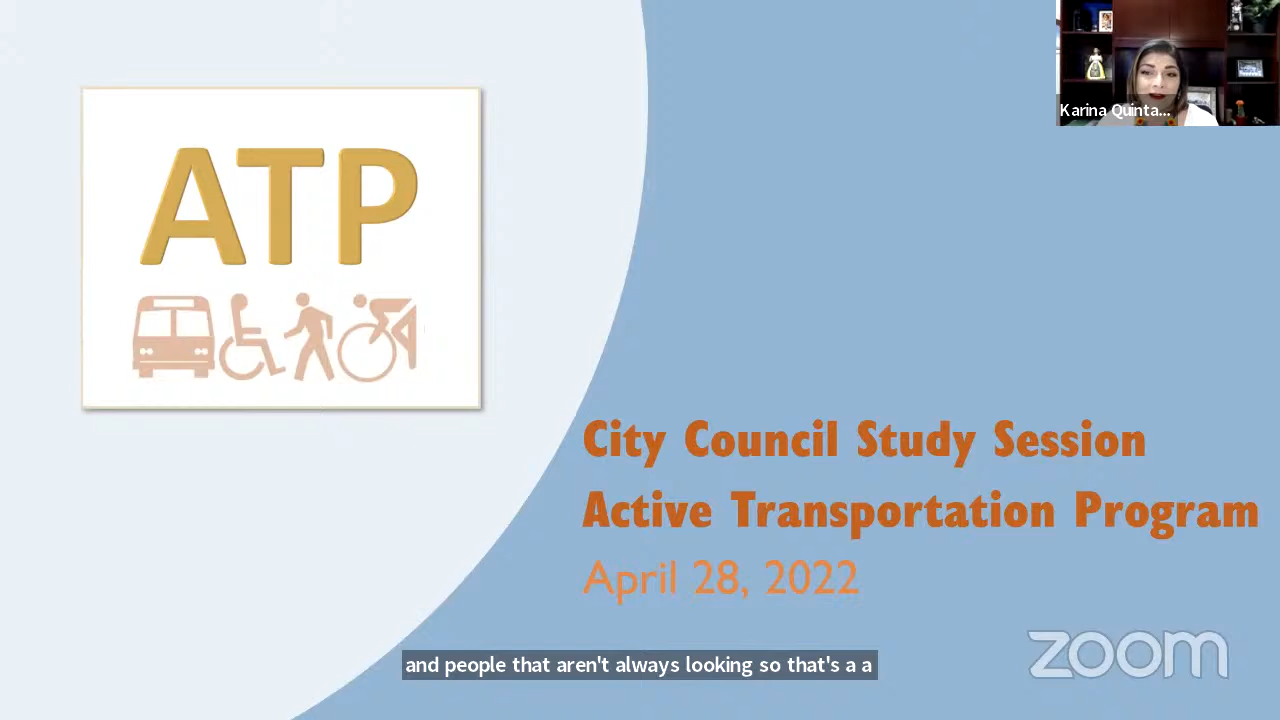 Karina Quinta...
ATP
City Council Study Session
Active Transportation Program
April 28, 2022
and people that aren't always looking so that's a a
zoom